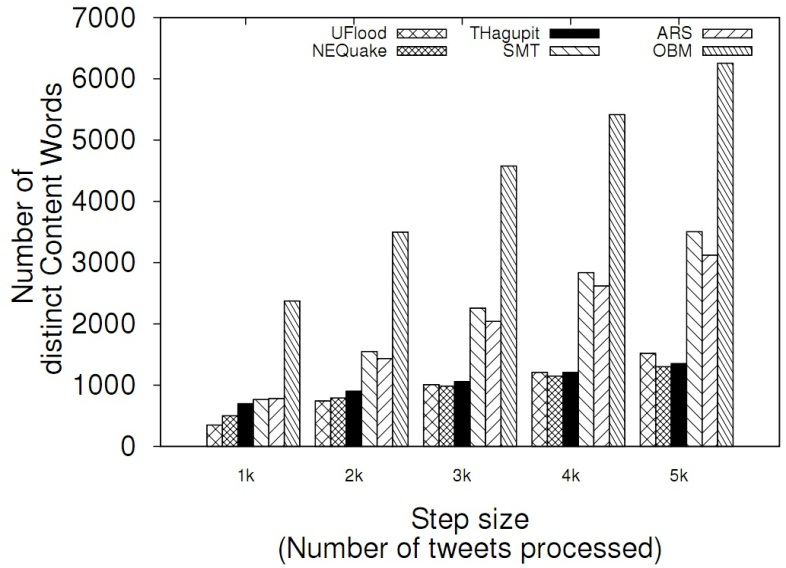 7000
6000
5000
4000
3000
2000
1000
0
Number of
distinct Content Words
UFlood
NEQuake
THagupit
SMT
ARS
OBM
1k 2k 3k 4k 5k
Step size
(Number of tweets processed)